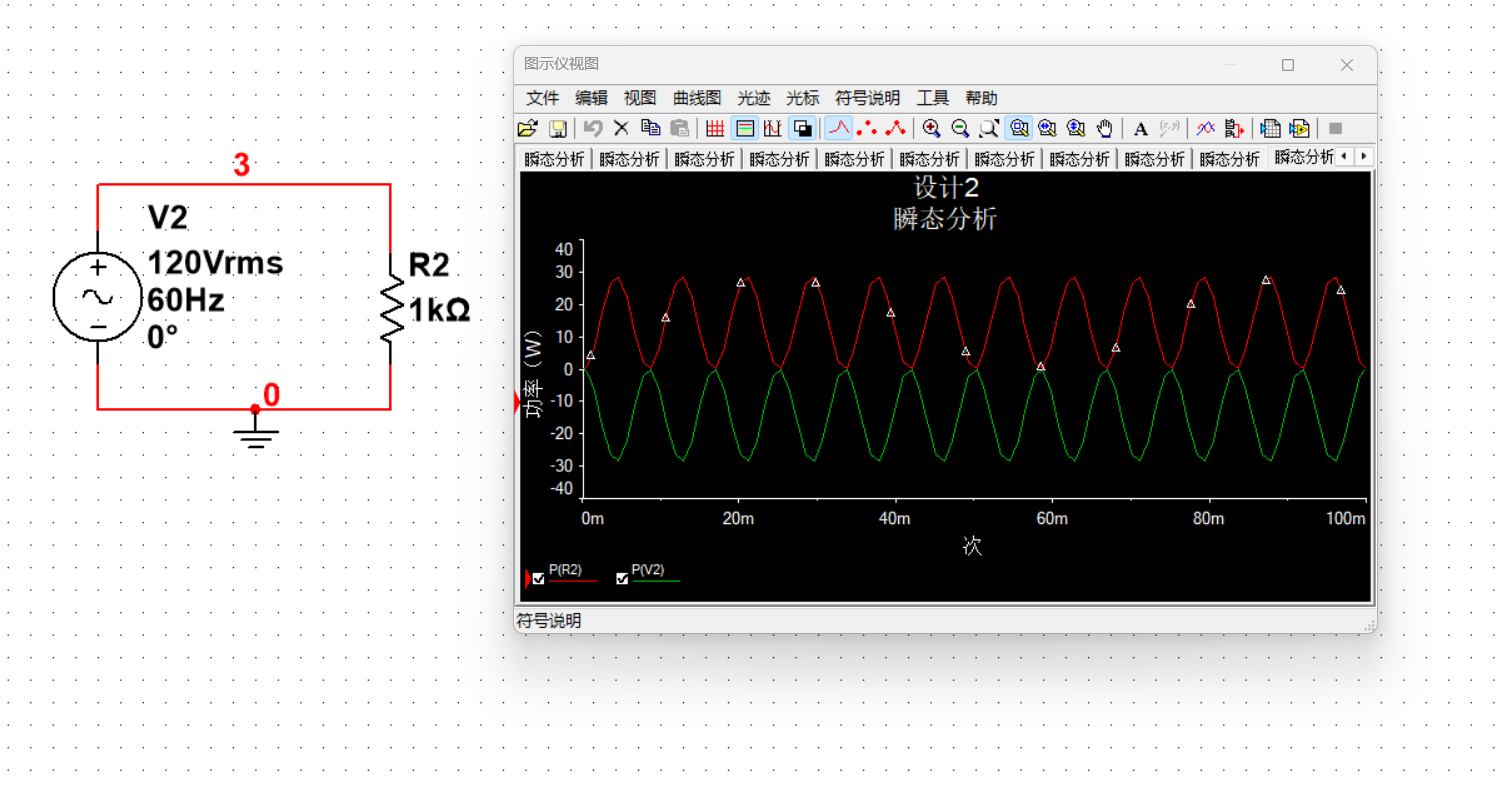 3
V2
120Vrms
60Hz
0°
R2
1kΩ
0
图示仪视图
文件 编辑 视图 曲线图 光迹 光标 符号说明 工具 帮助
A (x,y)
瞬态分析 瞬态分析 瞬态分析 瞬态分析 瞬态分析 瞬态分析 瞬态分析 瞬态分析 瞬态分析 瞬态分析 瞬态分析
设计2
瞬态分析
功率（W）
40
30
20
10
0
-10
-20
-30
-40
0m 20m 40m 60m 80m 100m
次
P(R2) P(V2)
符号说明